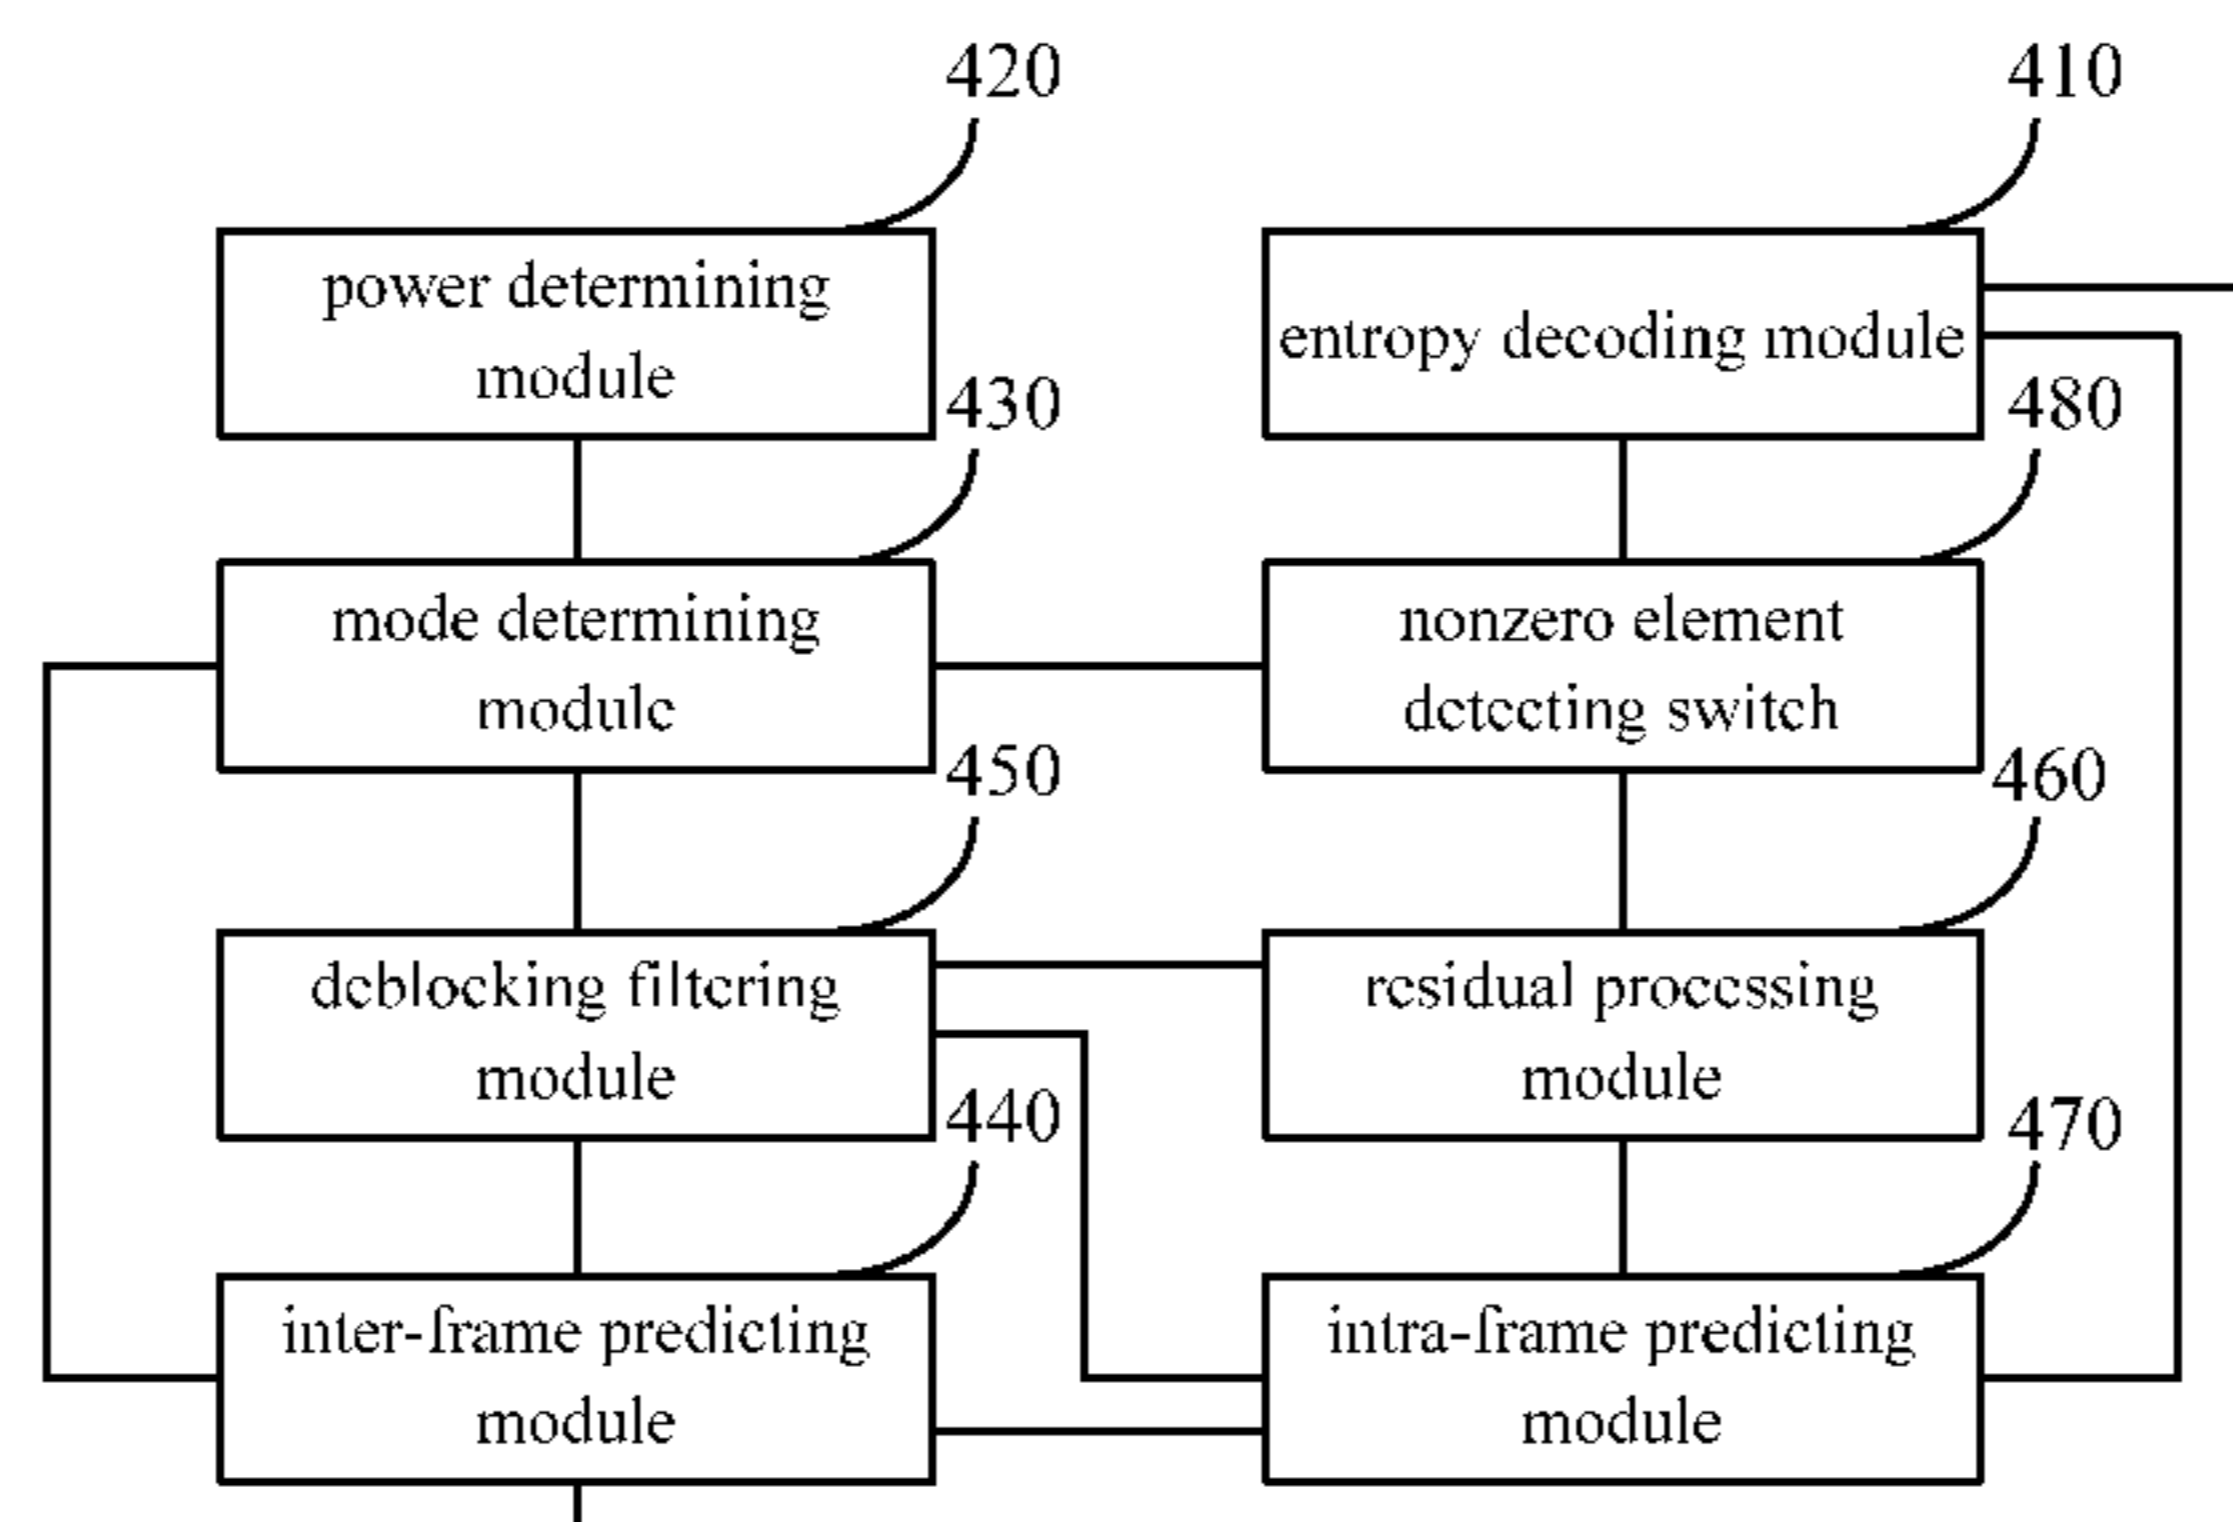 420
410
power determining
module
entropy decoding module
430
480
mode determining
module
nonzero element
detecting switch
450
460
deblocking filtering
module
residual processing
module
440
470
inter-frame predicting
module
intra-frame predicting
module